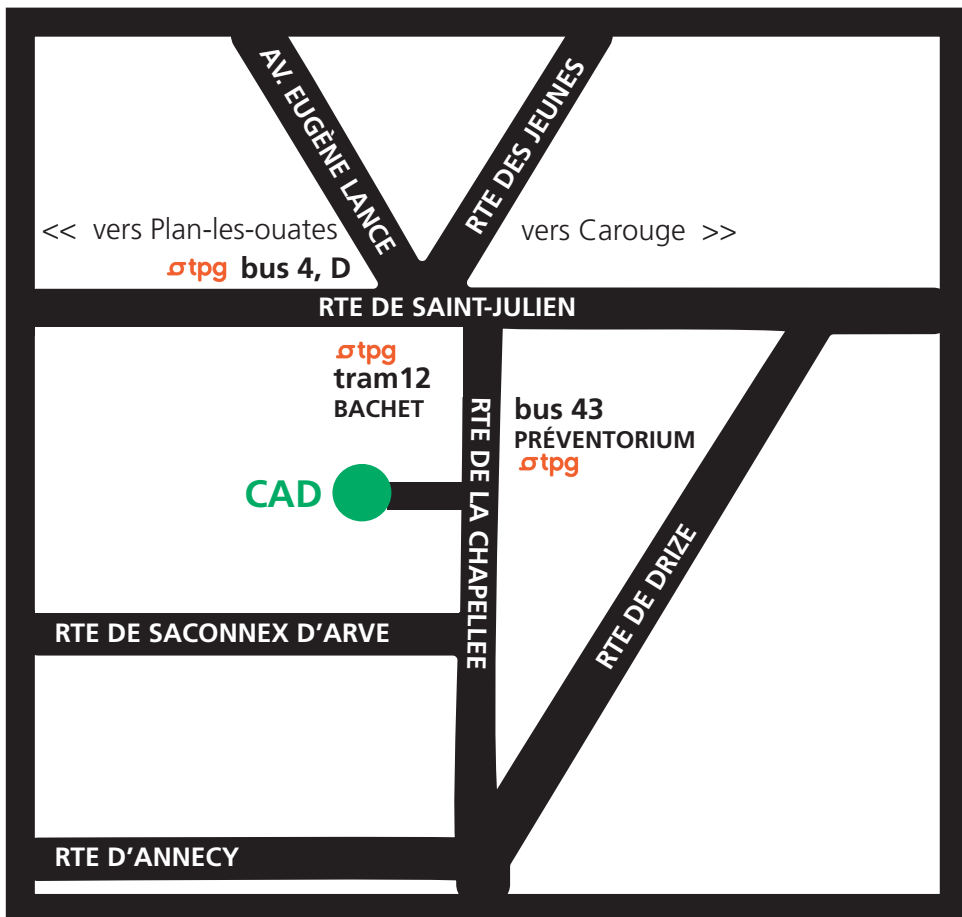 AV. EUGÈNE LANCE
RTE DES JEUNES
<< vers Plan-les-ouates
vers Carouge >>
tpg bus 4, D
RTE DE SAINT-JULIEN
tpg
tram12
BACHET
bus 43
PRÉVENTORIUM
tpg
RTE DE LA CHAPELLEE
CAD
RTE DE DRIZE
RTE DE SACONNEX D'ARVE
RTE D'ANNECY